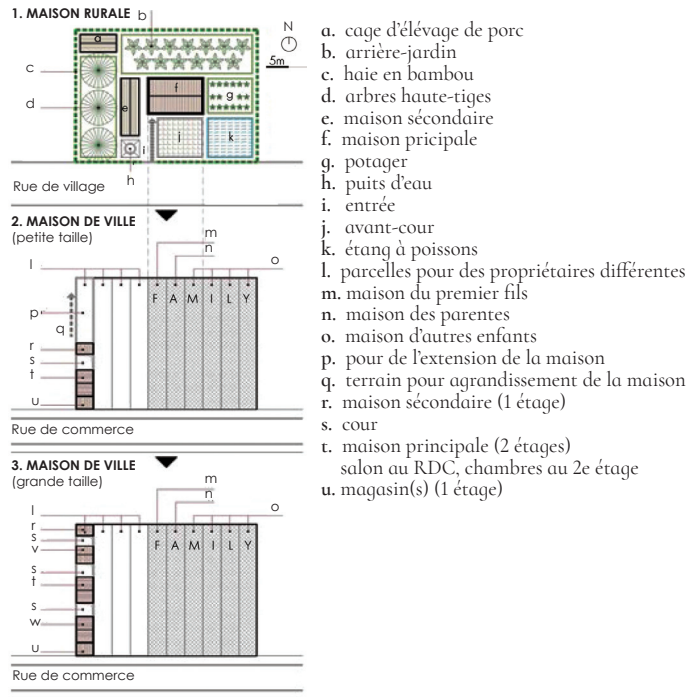 1. MAISON RURALE
b
N
5m
a
c
d
e
f
g
i
j
k
h
Rue de village
2. MAISON DE VILLE
(petite taille)
m
n
l
o
F A M I L Y
p
q
r
s
t
u
Rue de commerce
3. MAISON DE VILLE
(grande taille)
m
n
l
o
r
s
v
F A M I L Y
s
t
s
w
u
Rue de commerce
a. cage d'élévage de porc
b. arrière-jardin
c. haie en bambou
d. arbres haute-tiges
e. maison sécondaire
f. maison pricipale
g. potager
h. puits d'eau
i. entrée
j. avant-cour
k. étang à poissons
l. parcelles pour des propriétaires différentes
m. maison du premier fils
n. maison des parentes
o. maison d'autres enfants
p. pour de l'extension de la maison
q. terrain pour agrandissement de la maison
r. maison sécondaire (1 étage)
s. cour
t. maison principale (2 étages)
salon au RDC, chambres au 2e étage
u. magasin(s) (1 étage)